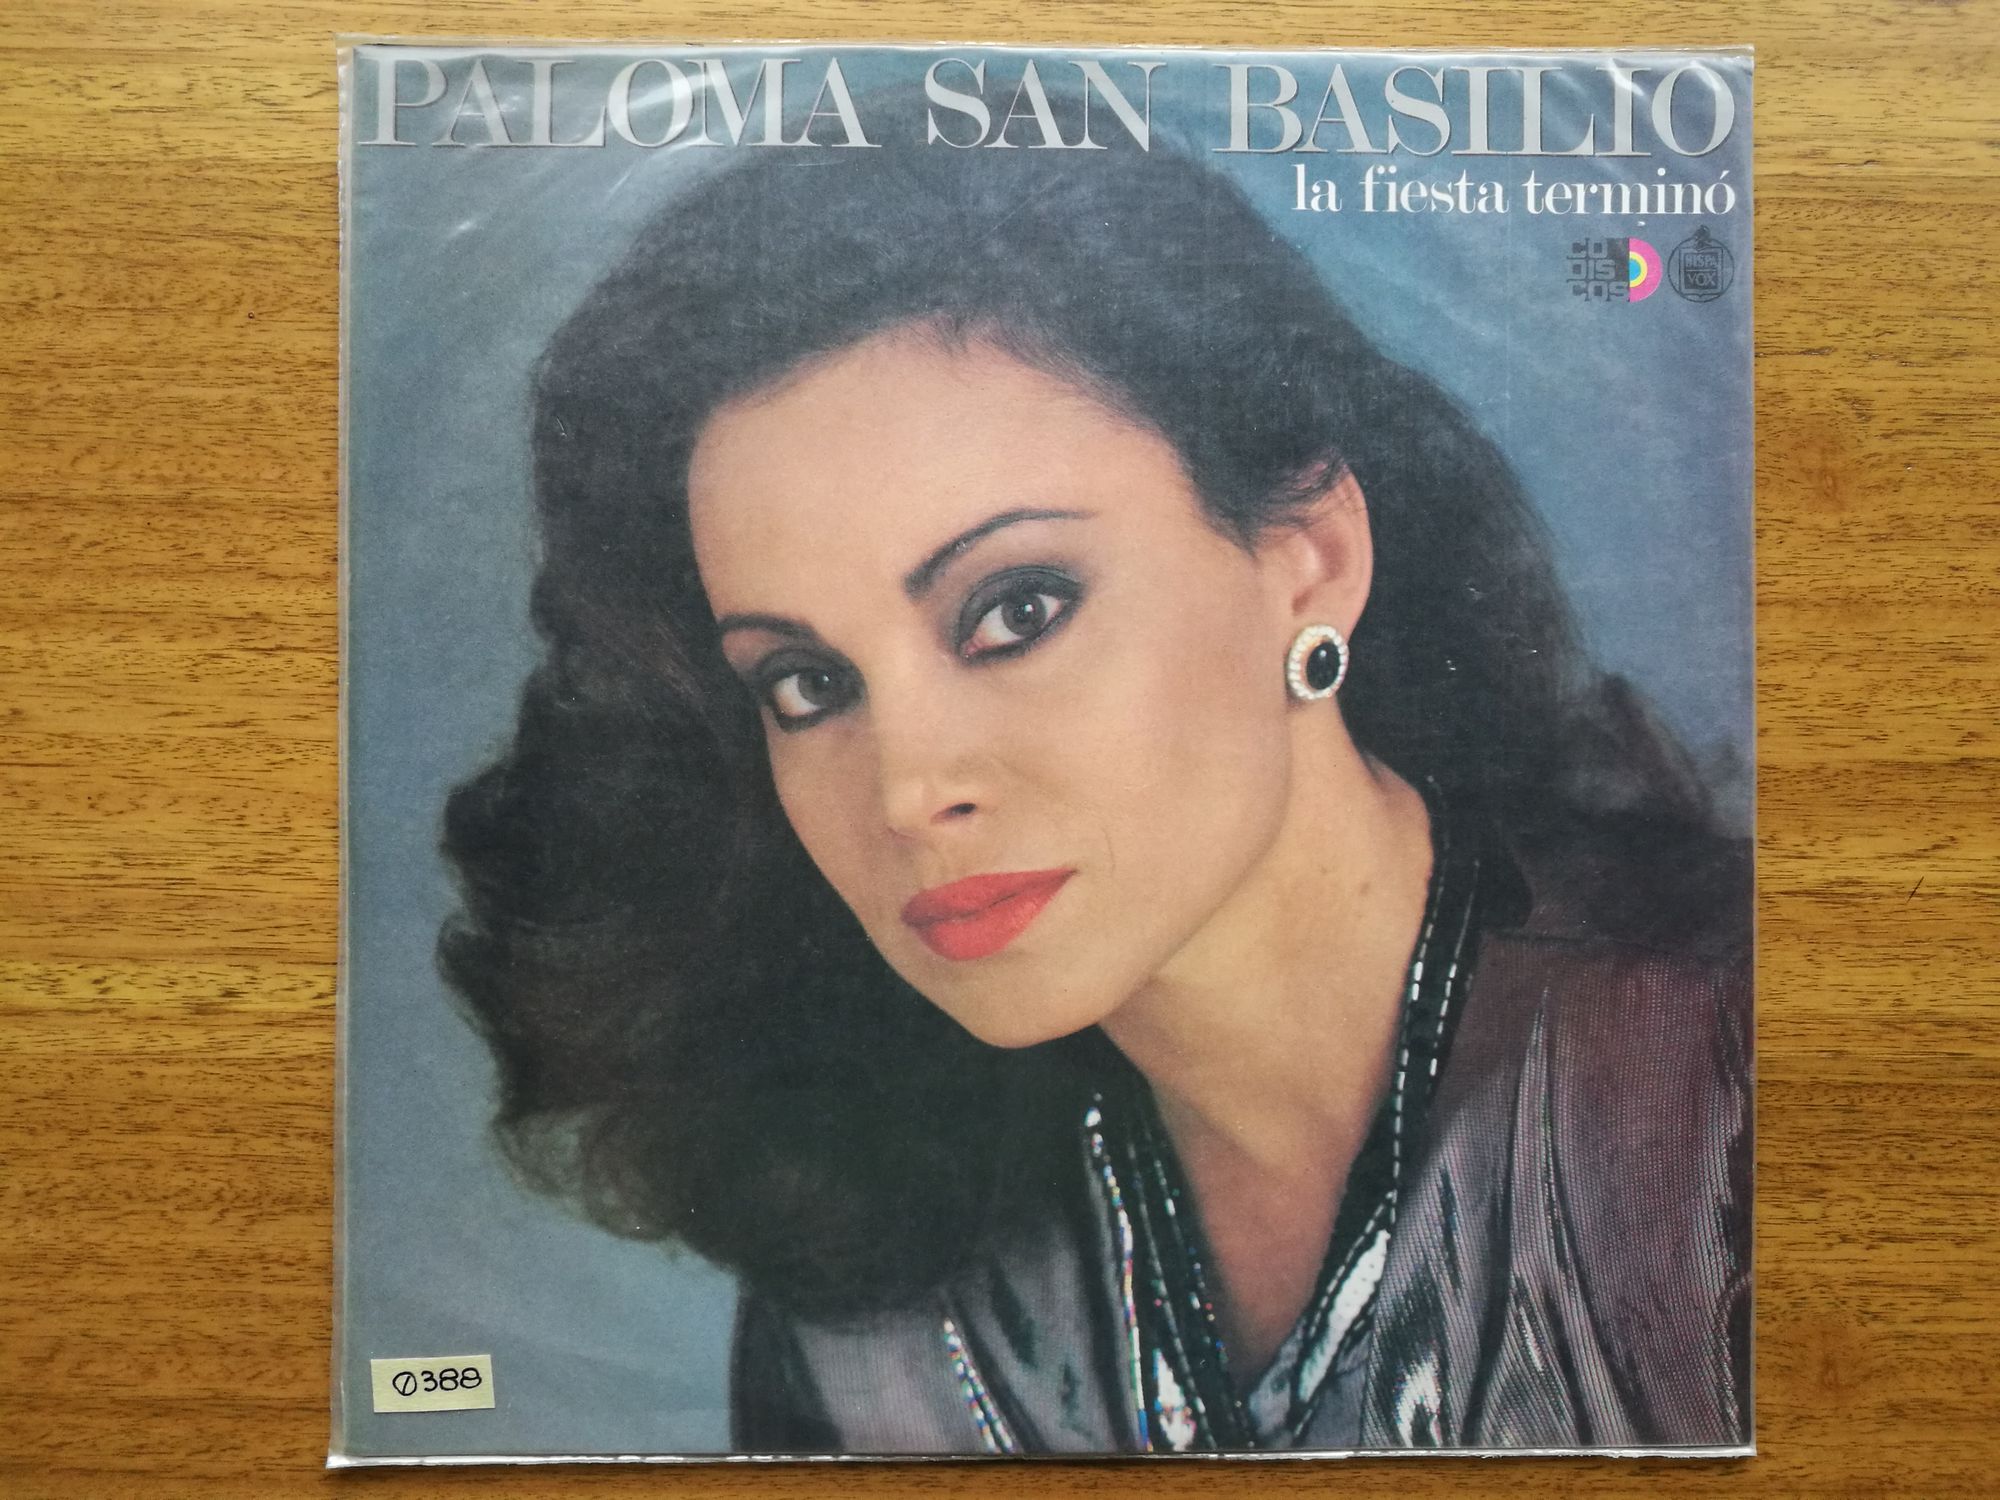 PALOMA SAN BASILIO
la fiesta terminó
CO
DIS
COS
HISPA
VOX
0388